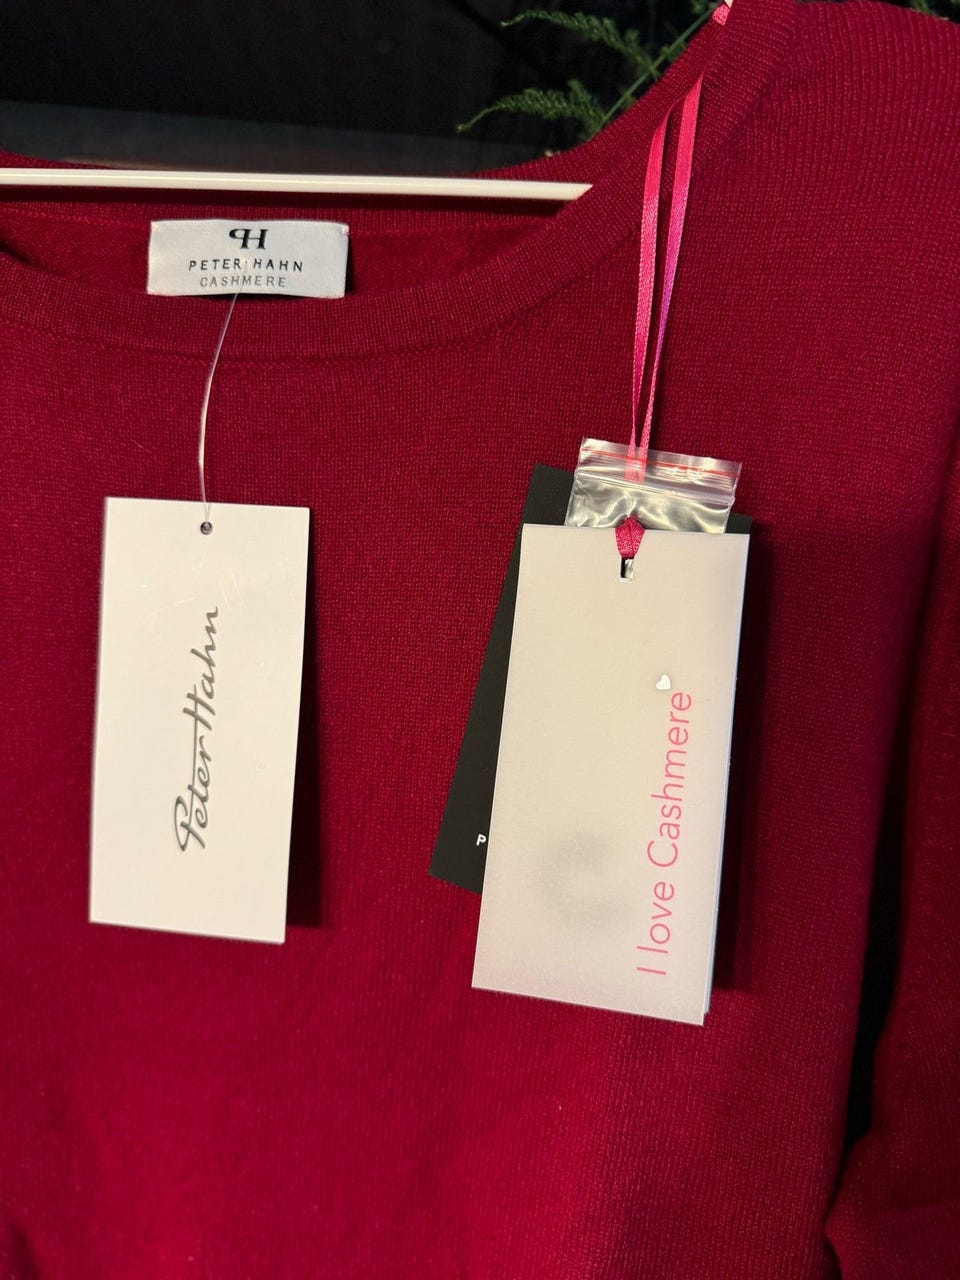 PH
PETER HAHN
CASHMERE
Peter Hahn
I love Cashmere
P